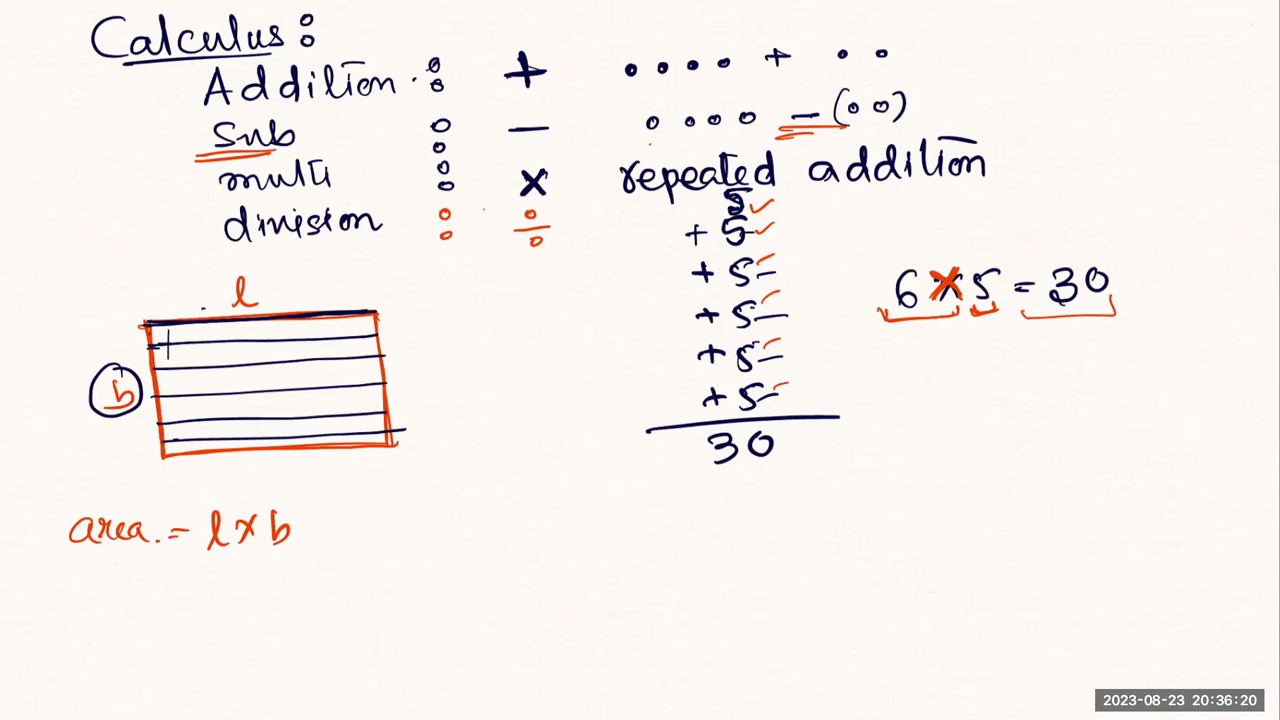 Calculus :
Addition : + • • • • + • •
Sub : — • • • • — (• •)
multi : × repeated addition
division : ÷
5
+ 5
+ 5
+ 5
+ 5
+ 5
30
6 × 5 = 30
l
b
area. = l × b
2023-08-23 20:36:20